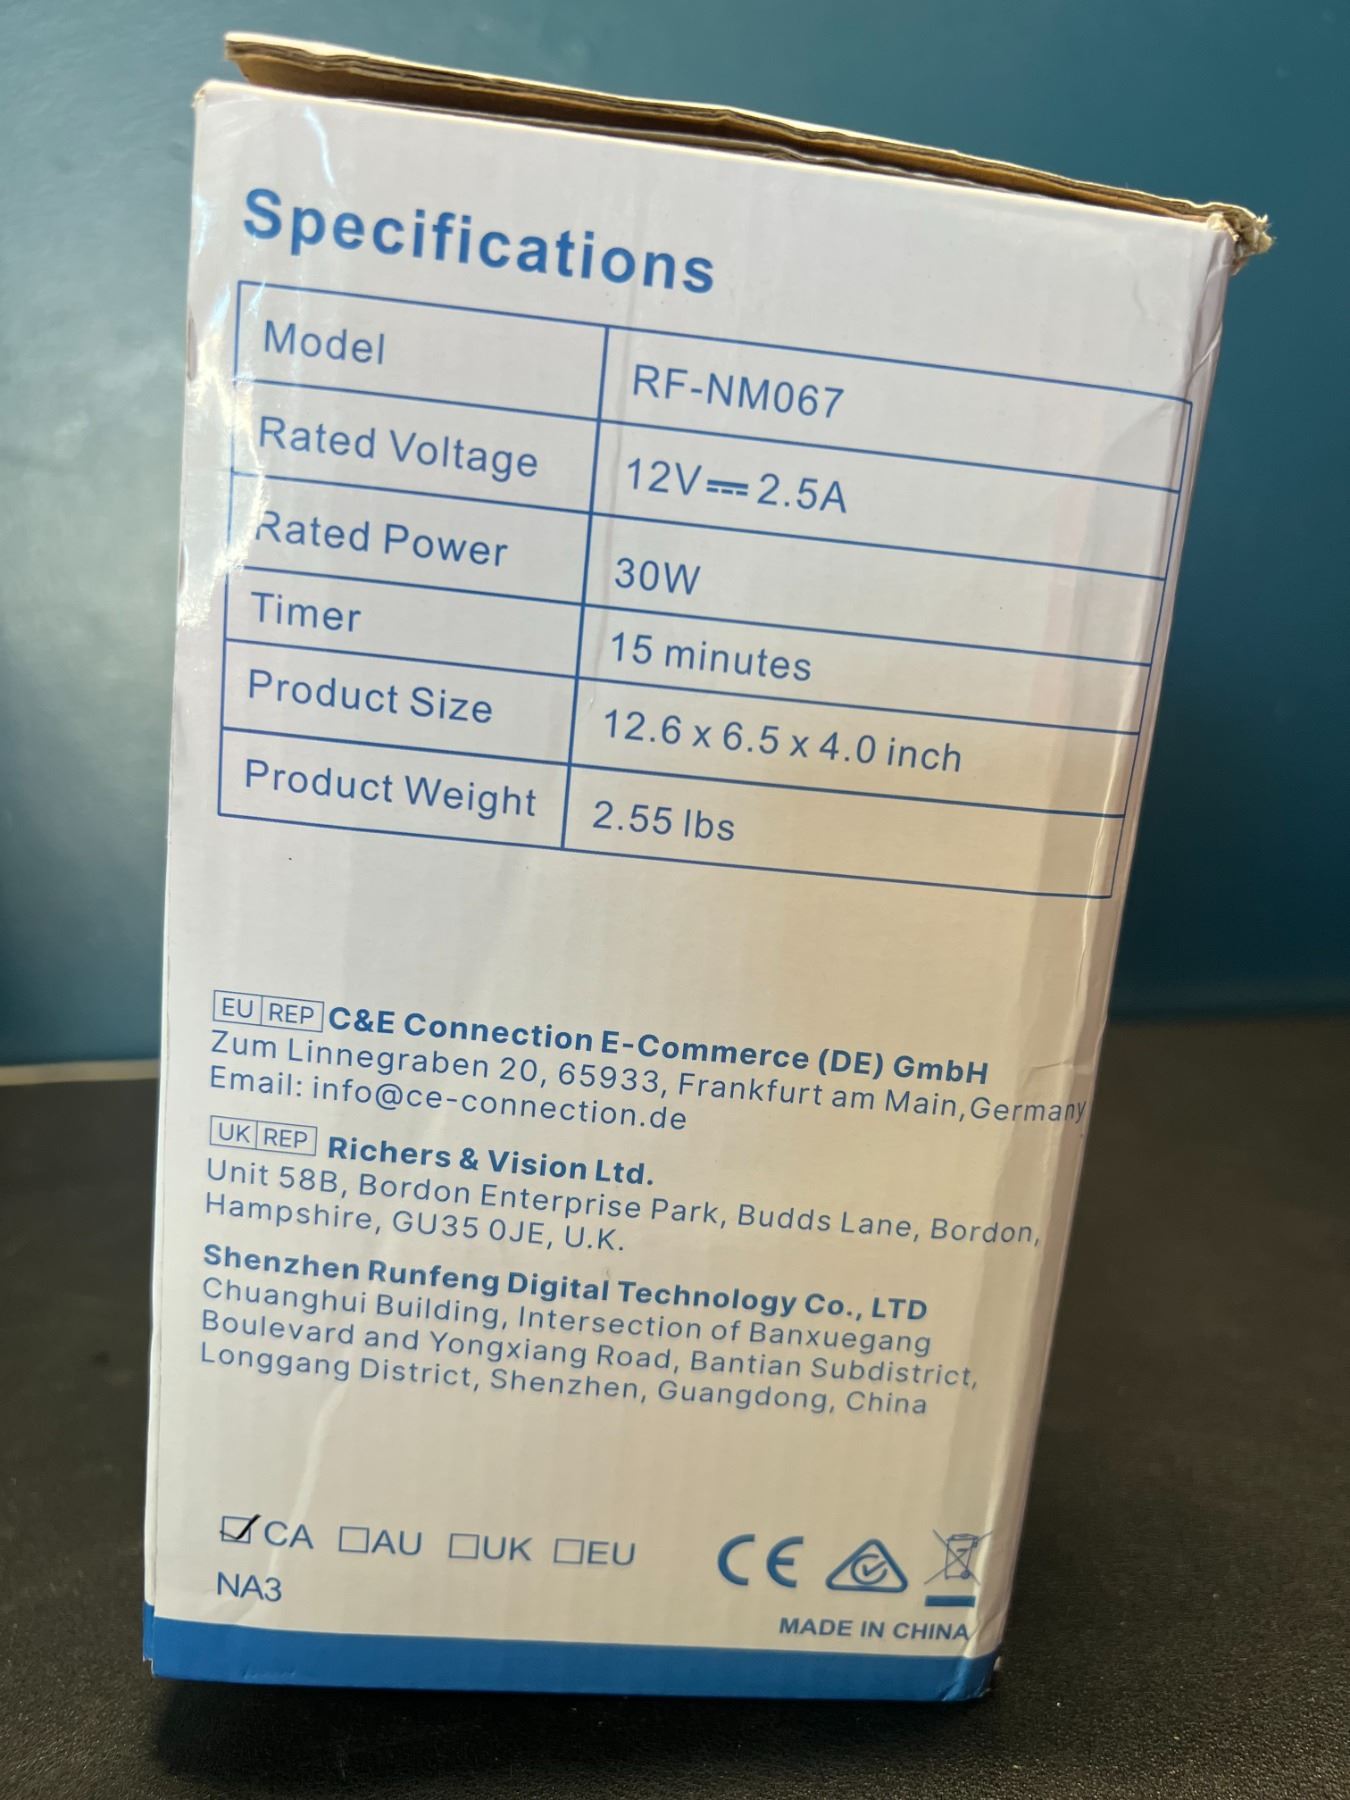 Specifications
Model RF-NM067
Rated Voltage 12V⎓2.5A
Rated Power 30W
Timer 15 minutes
Product Size 12.6 x 6.5 x 4.0 inch
Product Weight 2.55 lbs
EU REP C&E Connection E-Commerce (DE) GmbH
Zum Linnegraben 20, 65933, Frankfurt am Main,Germany
Email: info@ce-connection.de
UK REP Richers & Vision Ltd.
Unit 58B, Bordon Enterprise Park, Budds Lane, Bordon,
Hampshire, GU35 0JE, U.K.
Shenzhen Runfeng Digital Technology Co., LTD
Chuanghui Building, Intersection of Banxuegang
Boulevard and Yongxiang Road, Bantian Subdistrict,
Longgang District, Shenzhen, Guangdong, China
☑CA ☐AU ☐UK ☐EU CE
NA3
MADE IN CHINA